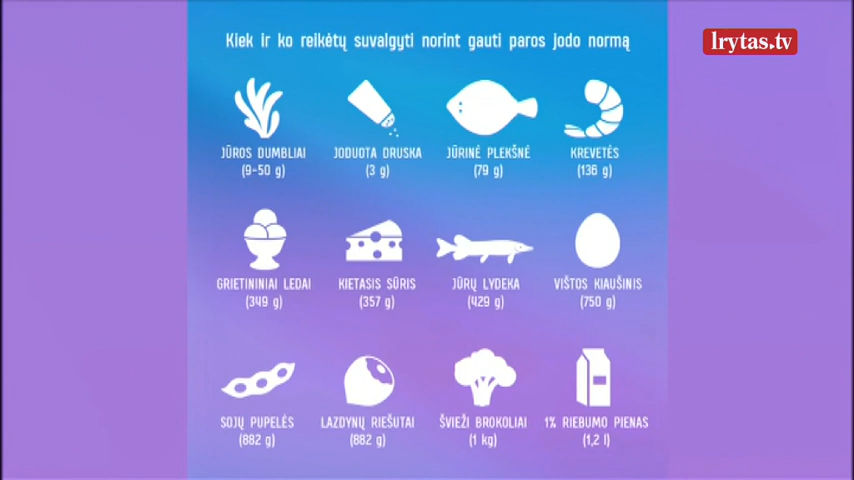 Kiek ir ko reikėtų suvalgyti norint gauti paros jodo normą
lrytas.tv
JŪROS DUMBLIAI
(9-50 g)
JODUOTA DRUSKA
(3 g)
JŪRINĖ PLEKŠNĖ
(79 g)
KREVETĖS
(136 g)
GRIETININIAI LEDAI
(349 g)
KIETASIS SŪRIS
(357 g)
JŪRŲ LYDEKA
(429 g)
VIŠTOS KIAUŠINIS
(750 g)
SOJŲ PUPELĖS
(882 g)
LAZDYNŲ RIEŠUTAI
(882 g)
ŠVIEŽI BROKOLIAI
(1 kg)
1% RIEBUMO PIENAS
(1,2 l)